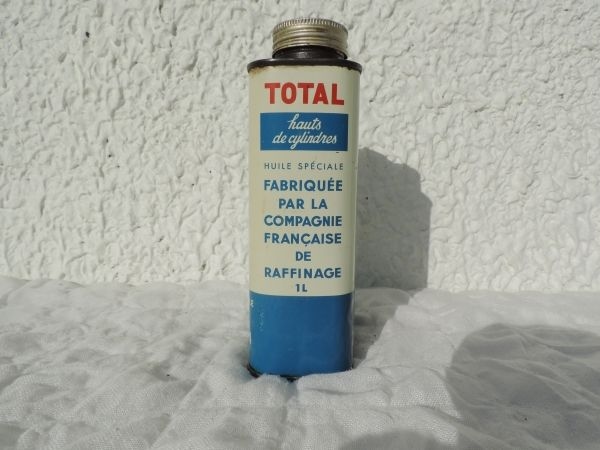 TOTAL
hauts
de cylindres
HUILE SPÉCIALE
FABRIQUÉE
PAR LA
COMPAGNIE
FRANÇAISE
DE
RAFFINAGE
1L